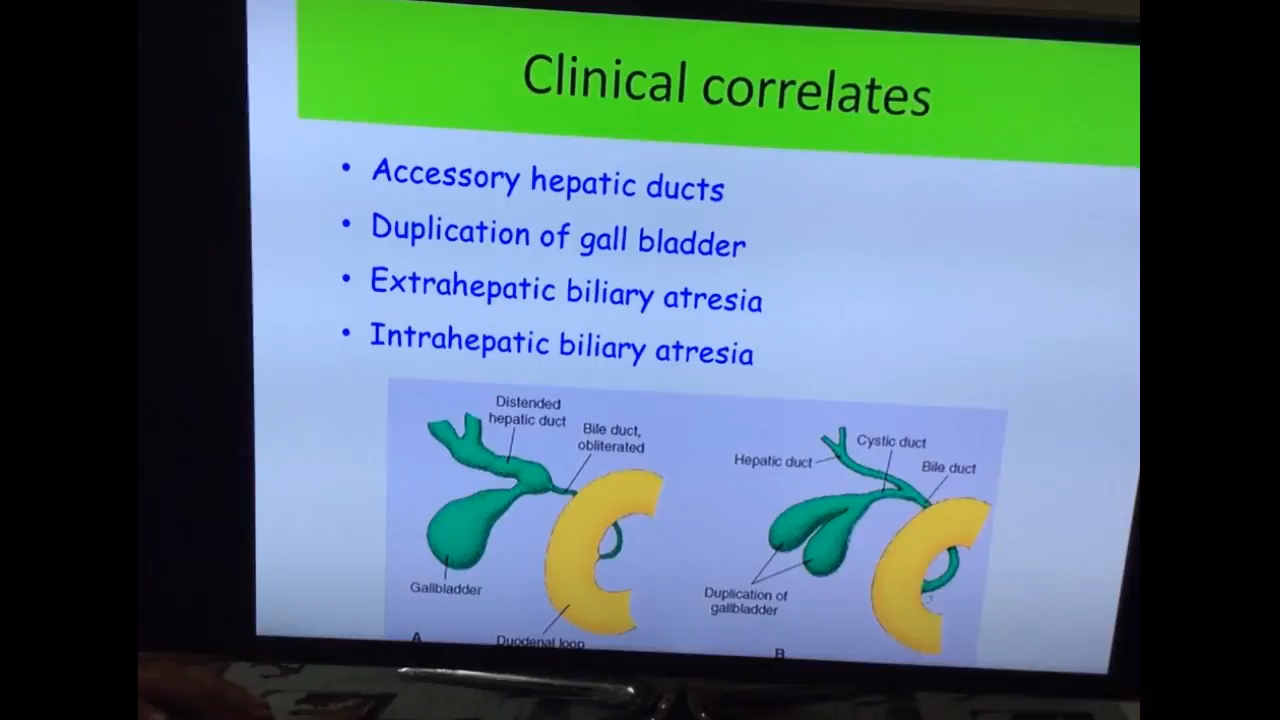 Clinical correlates
• Accessory hepatic ducts
• Duplication of gall bladder
• Extrahepatic biliary atresia
• Intrahepatic biliary atresia
Distended
hepatic duct
Bile duct,
obliterated
Gallbladder
Duodenal loop
A
Hepatic duct
Cystic duct
Bile duct
Duplication of
gallbladder
B